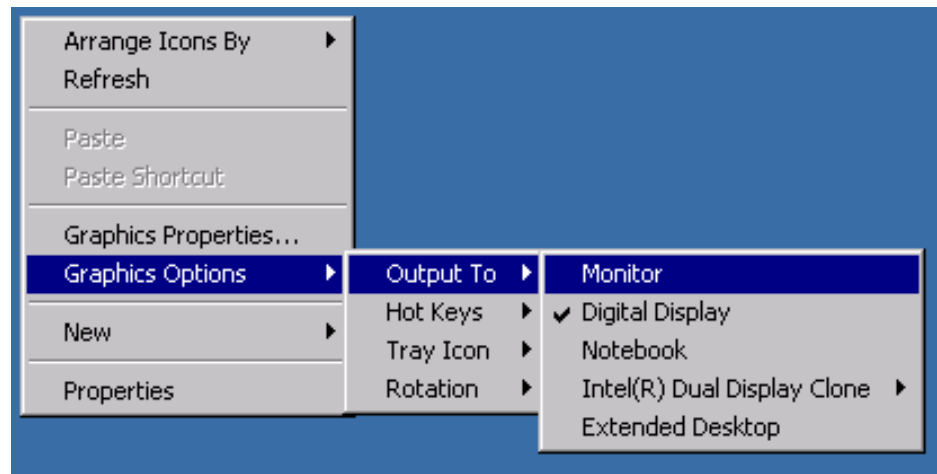 Arrange Icons By
Refresh
Paste
Paste Shortcut
Graphics Properties...
Graphics Options
New
Properties
Output To
Hot Keys
Tray Icon
Rotation
Monitor
Digital Display
Notebook
Intel(R) Dual Display Clone
Extended Desktop